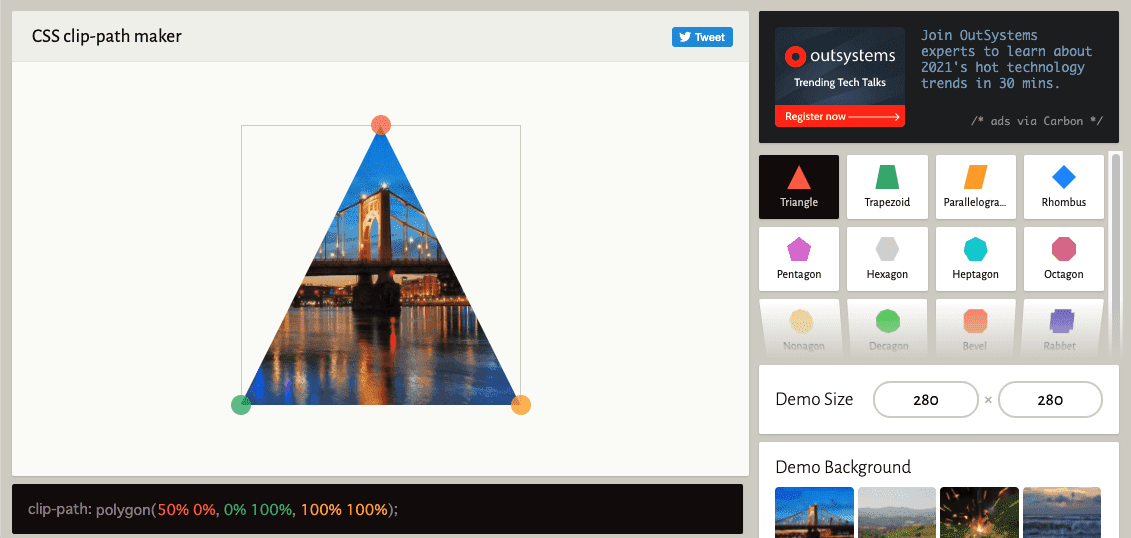 CSS clip-path maker
Tweet
clip-path: polygon(50% 0%, 0% 100%, 100% 100%);
outsystems
Trending Tech Talks
Register now
Join OutSystems
experts to learn about
2021's hot technology
trends in 30 mins.
/* ads via Carbon */
Triangle
Trapezoid
Parallelogra...
Rhombus
Pentagon
Hexagon
Heptagon
Octagon
Nonagon
Decagon
Bevel
Rabbet
Demo Size
280
×
280
Demo Background